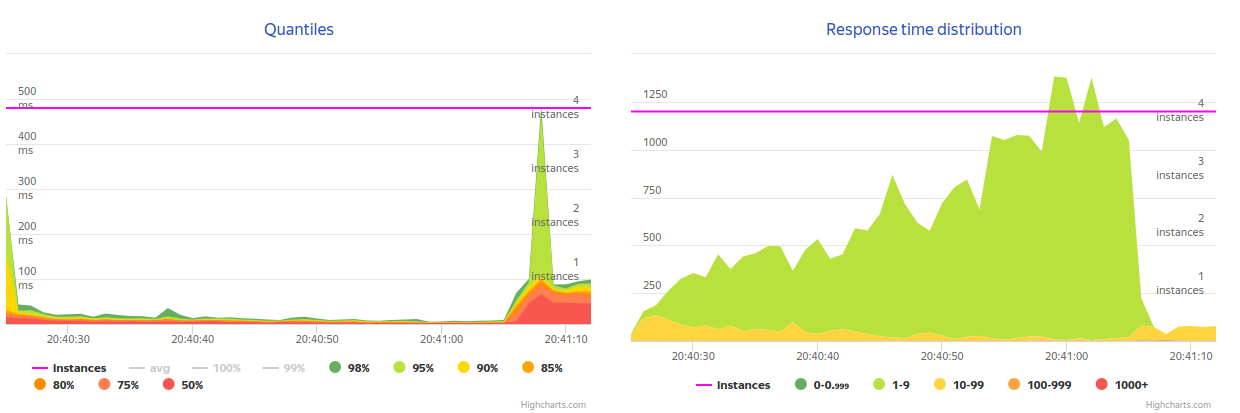 Quantiles
500
ms
400
ms
300
ms
200
ms
100
ms
4
instances
3
instances
2
instances
1
instances
20:40:30
20:40:40
20:40:50
20:41:00
20:41:10
Instances avg 100% 99% 98% 95% 90% 85%
80% 75% 50%
Highcharts.com
Response time distribution
1250
1000
750
500
250
4
instances
3
instances
2
instances
1
instances
20:40:30
20:40:40
20:40:50
20:41:00
20:41:10
Instances 0-0.999 1-9 10-99 100-999 1000+
Highcharts.com